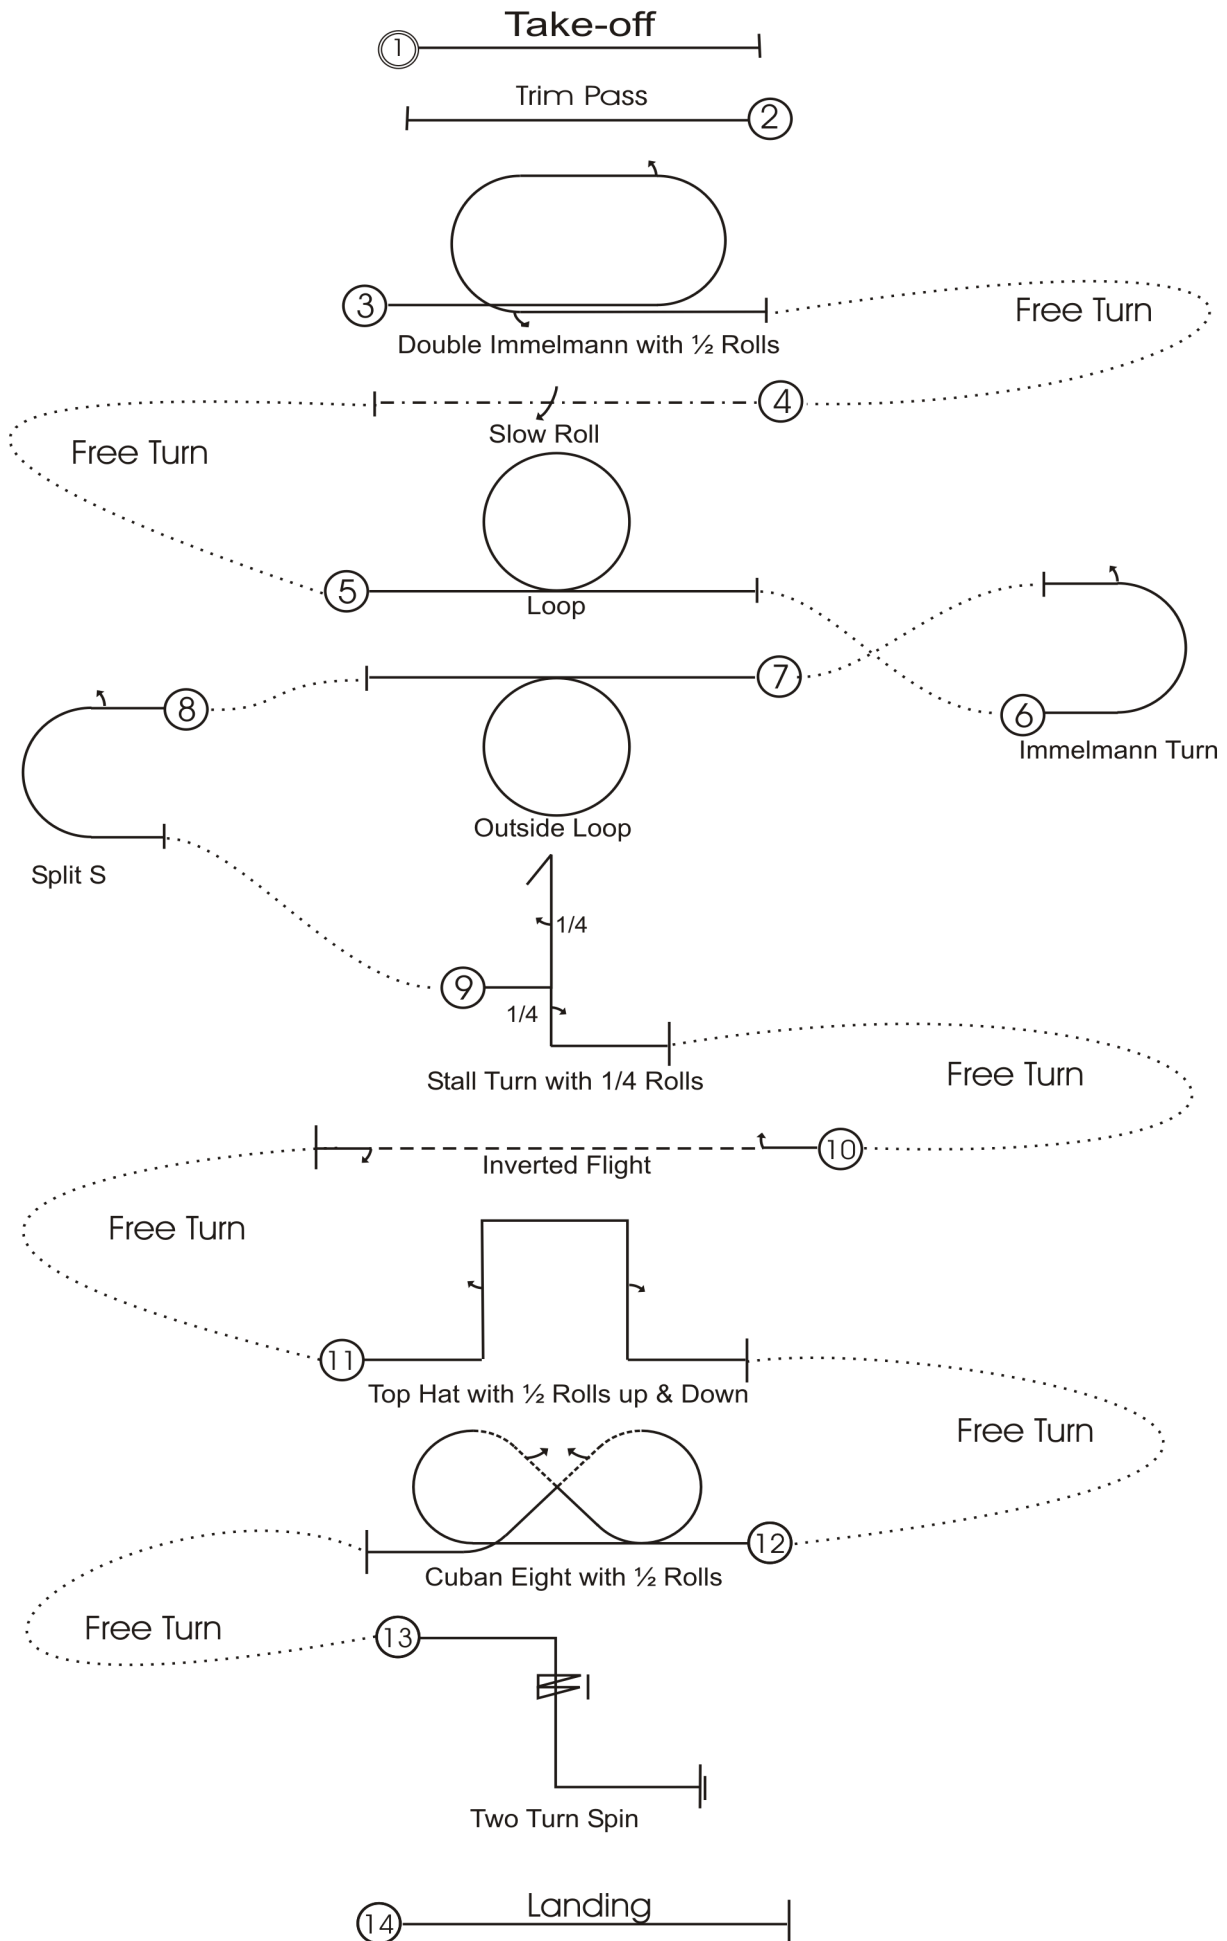 Take-off
1
Trim Pass
2
3
Double Immelmann with ½ Rolls
Free Turn
4
Slow Roll
Free Turn
5
Loop
6
Immelmann Turn
7
Outside Loop
8
Split S
1/4
9
1/4
Stall Turn with 1/4 Rolls
Free Turn
10
Inverted Flight
Free Turn
11
Top Hat with ½ Rolls up & Down
Free Turn
12
Cuban Eight with ½ Rolls
Free Turn
13
Two Turn Spin
Landing
14